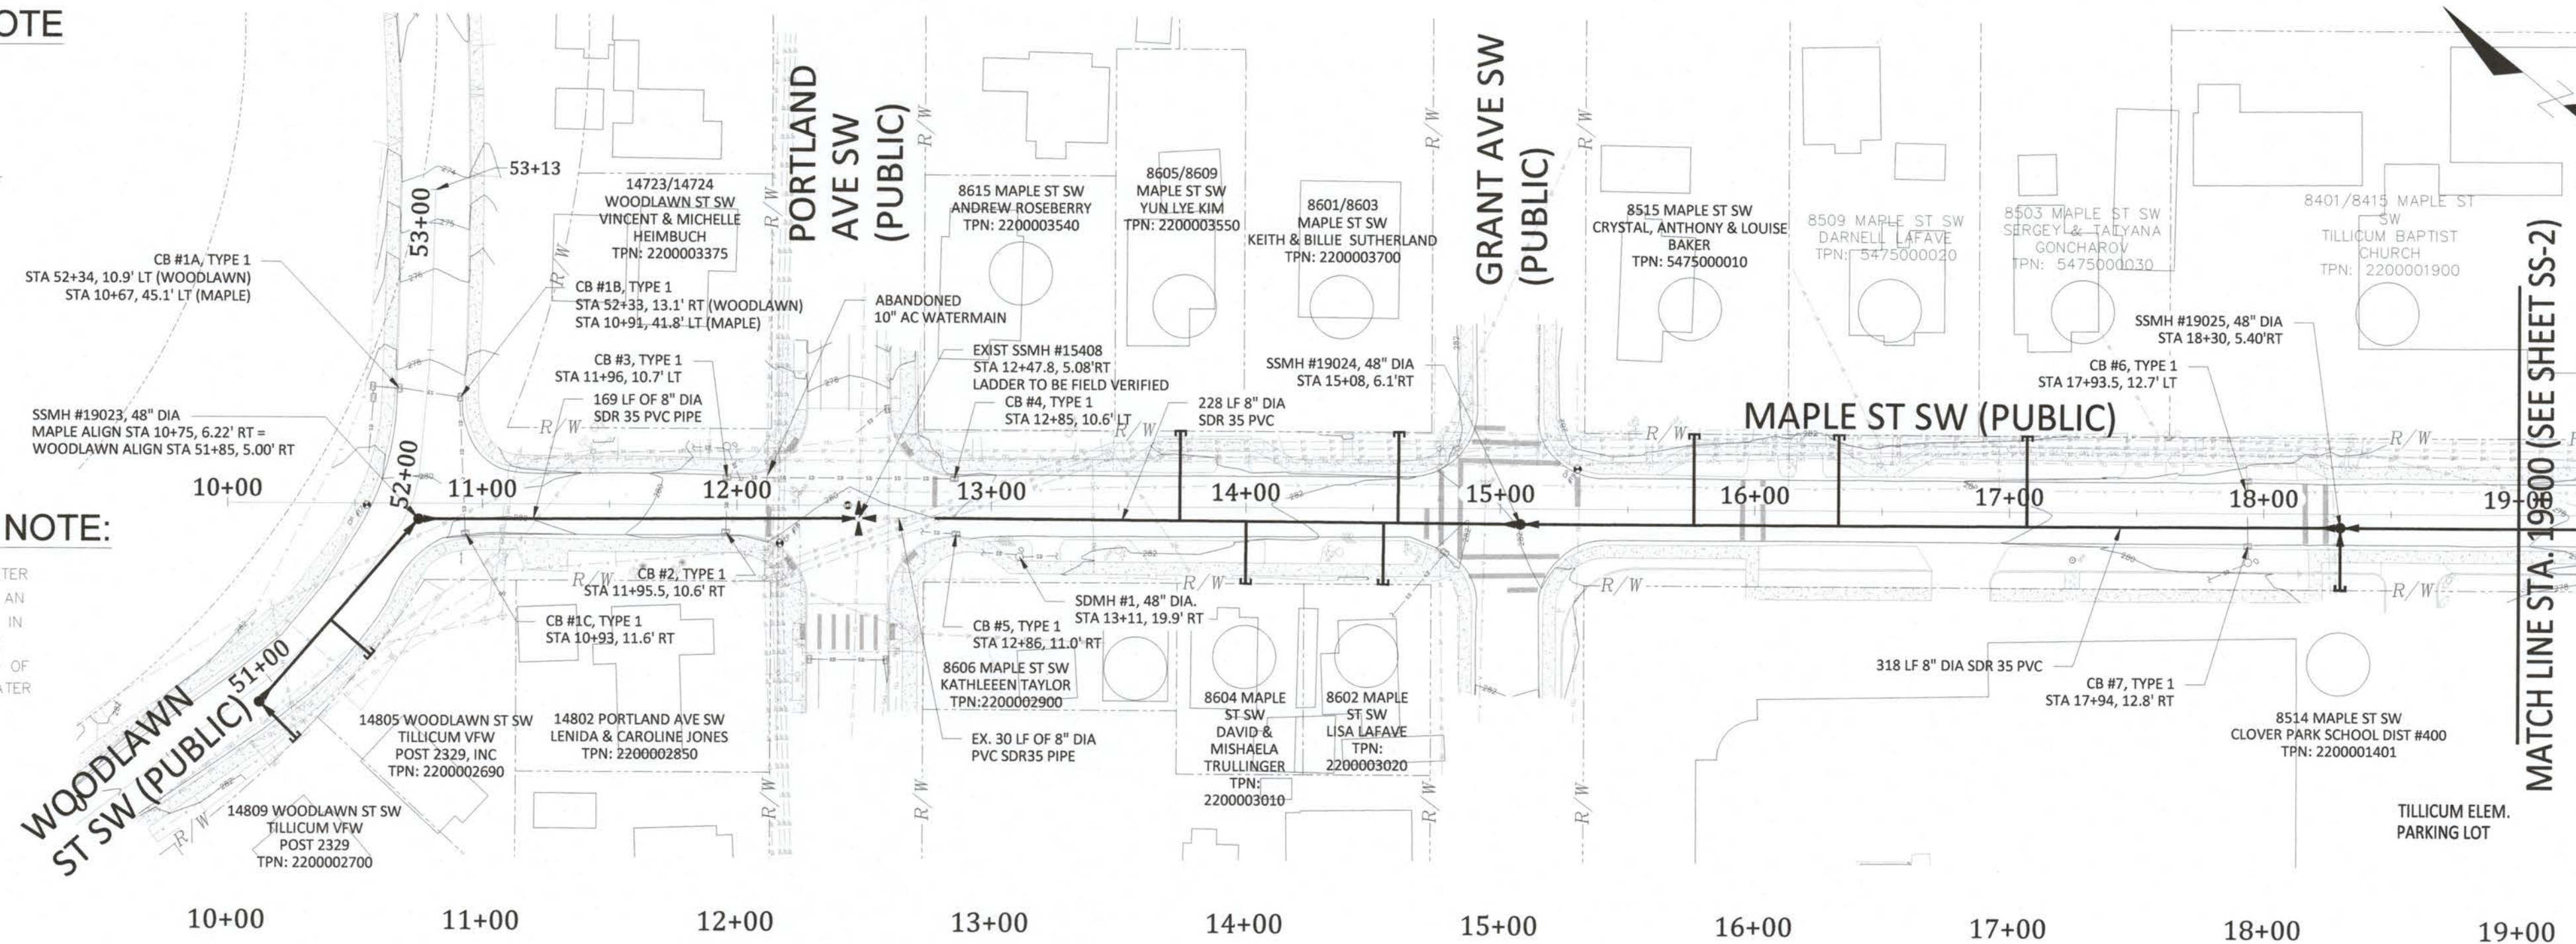 OTE
NOTE:
TER
AN
IN
OF
ATER
53+13
53+00
52+00
51+00
CB #1A, TYPE 1
STA 52+34, 10.9' LT (WOODLAWN)
STA 10+67, 45.1' LT (MAPLE)
SSMH #19023, 48" DIA
MAPLE ALIGN STA 10+75, 6.22' RT =
WOODLAWN ALIGN STA 51+85, 5.00' RT
14723/14724
WOODLAWN ST SW
VINCENT & MICHELLE
HEIMBUCH
TPN: 2200003375
CB #1B, TYPE 1
STA 52+33, 13.1' RT (WOODLAWN)
STA 10+91, 41.8' LT (MAPLE)
CB #3, TYPE 1
STA 11+96, 10.7' LT
169 LF OF 8" DIA
SDR 35 PVC PIPE
PORTLAND
AVE SW
(PUBLIC)
ABANDONED
10" AC WATERMAIN
EXIST SSMH #15408
STA 12+47.8, 5.08'RT
LADDER TO BE FIELD VERIFIED
CB #4, TYPE 1
STA 12+85, 10.6' LT
8615 MAPLE ST SW
ANDREW ROSEBERRY
TPN: 2200003540
8605/8609
MAPLE ST SW
YUN LYE KIM
TPN: 2200003550
8601/8603
MAPLE ST SW
KEITH & BILLIE SUTHERLAND
TPN: 2200003700
228 LF 8" DIA
SDR 35 PVC
SSMH #19024, 48" DIA
STA 15+08, 6.1'RT
GRANT AVE SW
(PUBLIC)
8515 MAPLE ST SW
CRYSTAL, ANTHONY & LOUISE
BAKER
TPN: 5475000010
8509 MAPLE ST SW
DARNELL LAFAVE
TPN: 5475000020
8503 MAPLE ST SW
SERGEY & TATYANA
GONCHAROV
TPN: 5475000030
8401/8415 MAPLE ST
SW
TILLICUM BAPTIST
CHURCH
TPN: 2200001900
SSMH #19025, 48" DIA
STA 18+30, 5.40'RT
CB #6, TYPE 1
STA 17+93.5, 12.7' LT
MAPLE ST SW (PUBLIC)
MATCH LINE STA. 19+00 (SEE SHEET SS-2)
R/W
R/W
R/W
R/W
R/W
R/W
R/W
R/W
R/W
R/W
10+00
11+00
12+00
13+00
14+00
15+00
16+00
17+00
18+00
19+00
R/W
R/W
R/W
R/W
R/W
R/W
R/W
R/W
R/W
CB #2, TYPE 1
STA 11+95.5, 10.6' RT
CB #1C, TYPE 1
STA 10+93, 11.6' RT
SDMH #1, 48" DIA.
STA 13+11, 19.9' RT
CB #5, TYPE 1
STA 12+86, 11.0' RT
8606 MAPLE ST SW
KATHLEEEN TAYLOR
TPN:2200002900
EX. 30 LF OF 8" DIA
PVC SDR35 PIPE
8604 MAPLE
ST SW
DAVID &
MISHAELA
TRULLINGER
TPN:
2200003010
8602 MAPLE
ST SW
LISA LAFAVE
TPN:
2200003020
318 LF 8" DIA SDR 35 PVC
CB #7, TYPE 1
STA 17+94, 12.8' RT
8514 MAPLE ST SW
CLOVER PARK SCHOOL DIST #400
TPN: 2200001401
TILLICUM ELEM.
PARKING LOT
WOODLAWN
ST SW (PUBLIC)
14805 WOODLAWN ST SW
TILLICUM VFW
POST 2329, INC
TPN: 2200002690
14802 PORTLAND AVE SW
LENIDA & CAROLINE JONES
TPN: 2200002850
14809 WOODLAWN ST SW
TILLICUM VFW
POST 2329
TPN: 2200002700
274
275
276
278
280
278
282
282
282
10+00
11+00
12+00
13+00
14+00
15+00
16+00
17+00
18+00
19+00